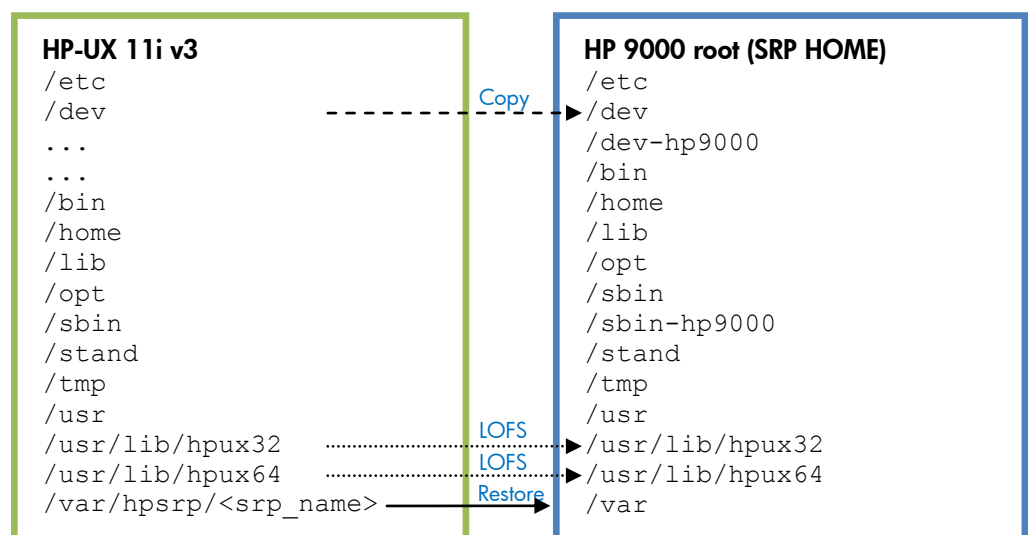 HP-UX 11i v3
/etc
/dev
...
...
/bin
/home
/lib
/opt
/sbin
/stand
/tmp
/usr
/usr/lib/hpux32
/usr/lib/hpux64
/var/hpsrp/<srp_name>
Copy
LOFS
LOFS
Restore
HP 9000 root (SRP HOME)
/etc
/dev
/dev-hp9000
/bin
/home
/lib
/opt
/sbin
/sbin-hp9000
/stand
/tmp
/usr
/usr/lib/hpux32
/usr/lib/hpux64
/var